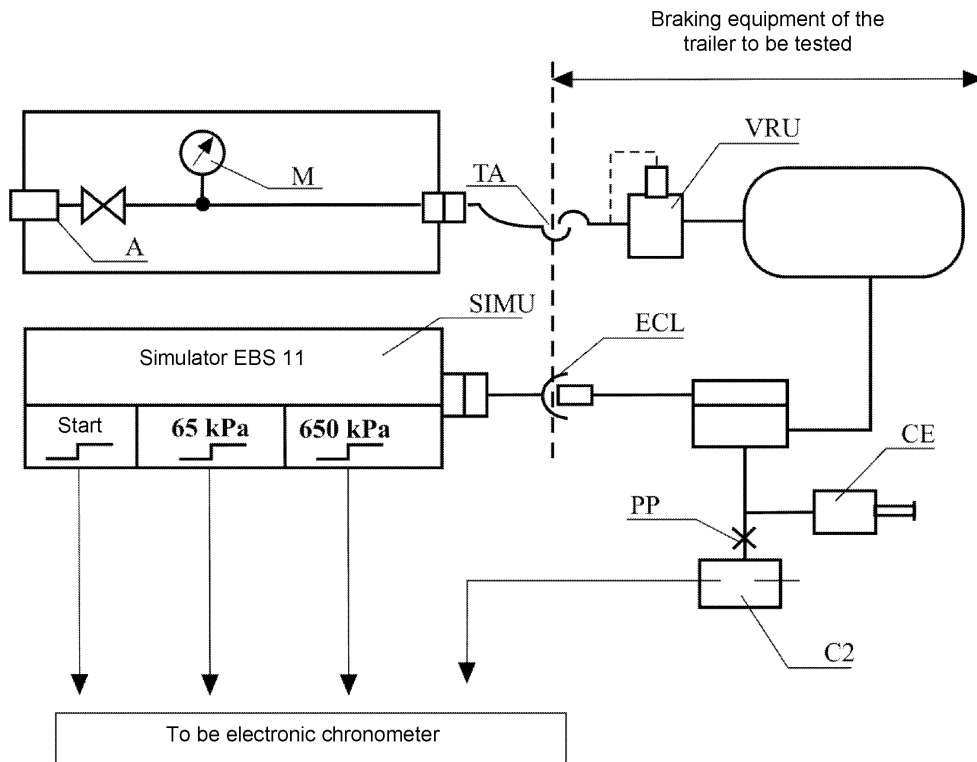 Braking equipment of the
trailer to be tested
VRU
M
TA
A
SIMU
ECL
Simulator EBS 11
Start
65 kPa
650 kPa
CE
PP
C2
To be electronic chronometer